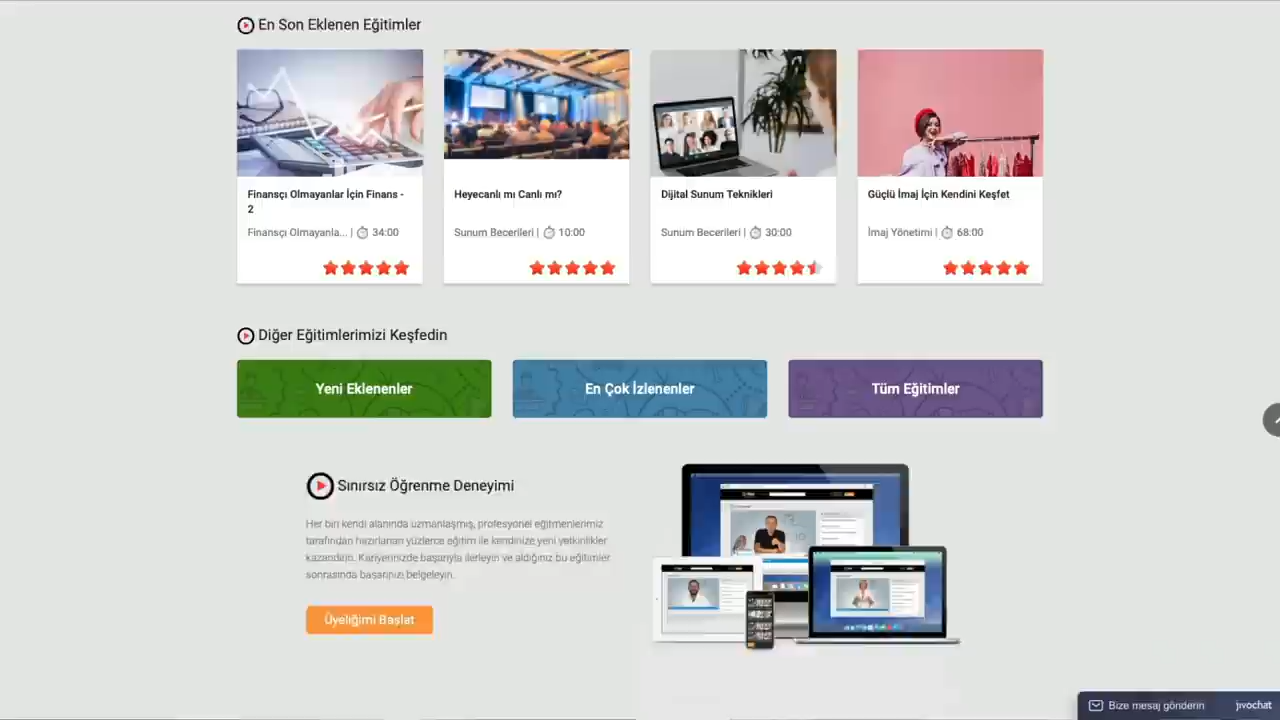 En Son Eklenen Eğitimler
Finansçı Olmayanlar İçin Finans -
2
Finansçı Olmayanla... | 34:00
Heyecanlı mı Canlı mı?
Sunum Becerileri | 10:00
Dijital Sunum Teknikleri
Sunum Becerileri | 30:00
Güçlü İmaj İçin Kendini Keşfet
İmaj Yönetimi | 68:00
Diğer Eğitimlerimizi Keşfedin
Yeni Eklenenler
En Çok İzlenenler
Tüm Eğitimler
Sınırsız Öğrenme Deneyimi
Her biri kendi alanında uzmanlaşmış, profesyonel eğitmenlerimiz
tarafından hazırlanan yüzlerce eğitim ile kendinize yeni yetkinlikler
kazandırın. Kariyerinizde başarıyla ilerleyin ve aldığınız bu eğitimler
sonrasında başarınızı belgeleyin.
Üyeliğimi Başlat
Bize mesaj gönderin
jivochat